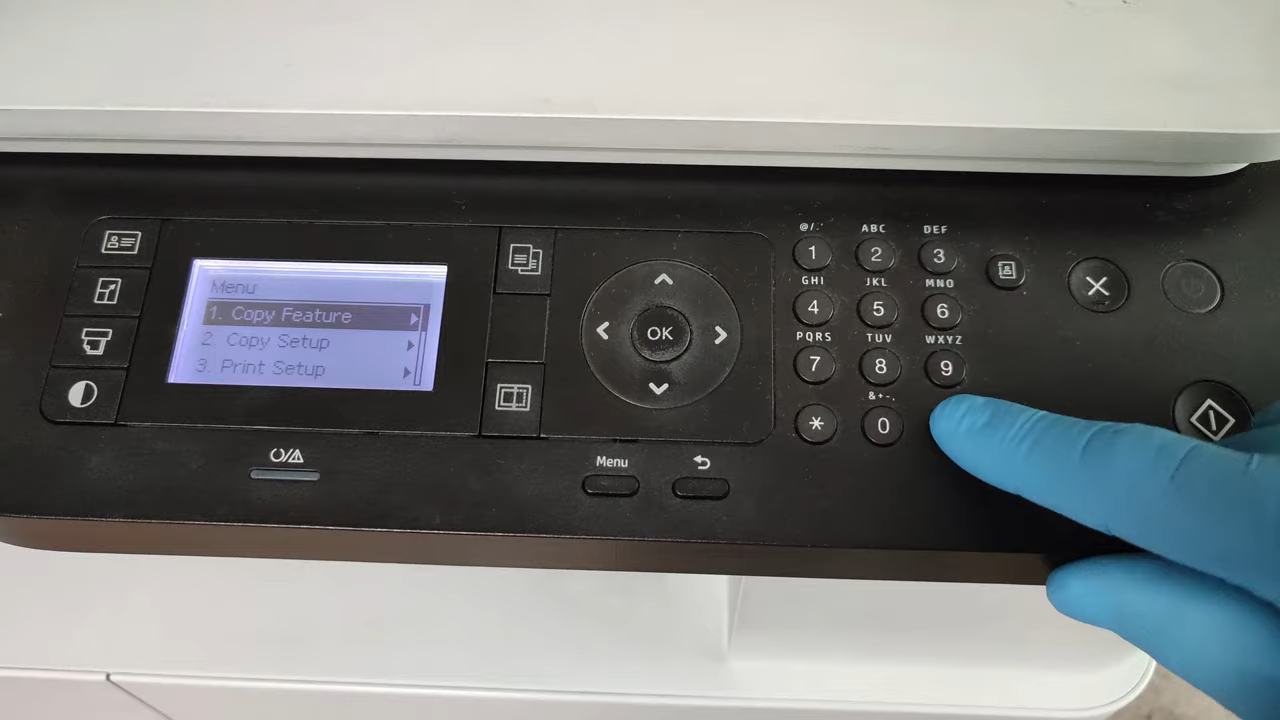 Menu
1. Copy Feature
2. Copy Setup
3. Print Setup
OK
Menu
@/.
1
ABC
2
DEF
3
GHI
4
JKL
5
MNO
6
PQRS
7
TUV
8
WXYZ
9
*
&+-,
0